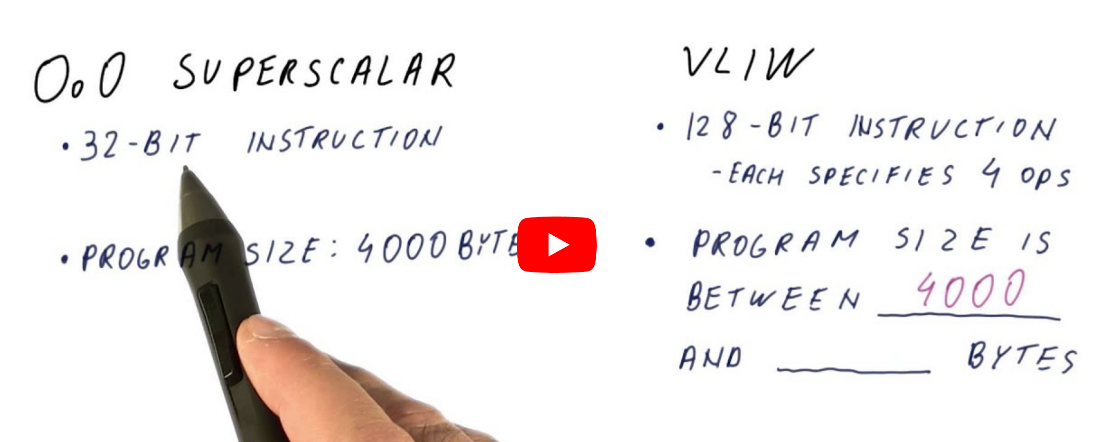 OoO SUPERSCALAR
• 32-BIT INSTRUCTION
• PROGRAM SIZE: 4000 BYTE
VLIW
• 128-BIT INSTRUCTION
- EACH SPECIFIES 4 OPS
• PROGRAM SIZE IS
BETWEEN 4000
AND ____ BYTES